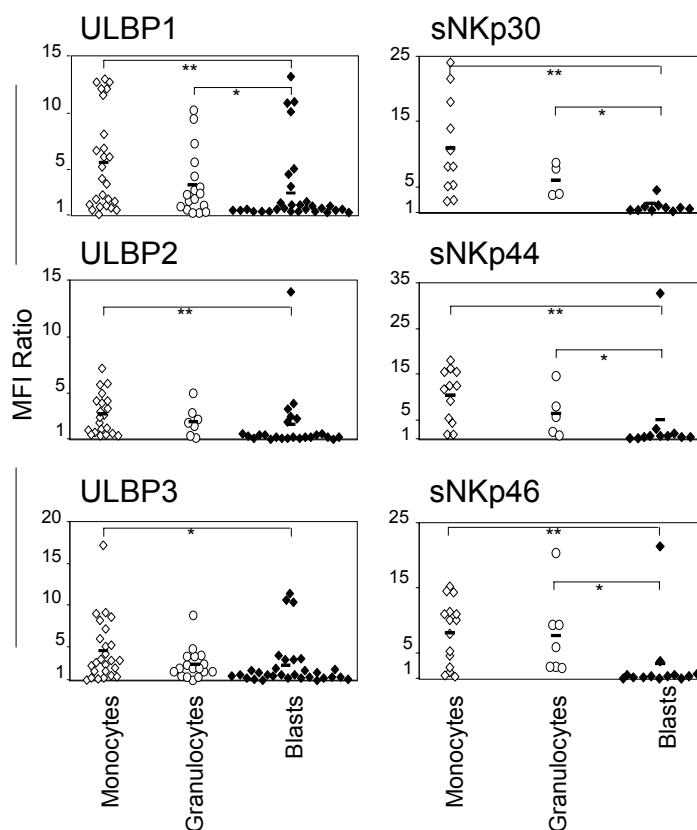 ULBP1
sNKp30
15
10
5
1
**
*
25
15
5
1
**
*
ULBP2
sNKp44
15
10
5
1
**
35
25
15
5
1
**
*
MFI Ratio
ULBP3
sNKp46
20
15
10
5
1
*
25
15
5
1
**
*
Monocytes
Granulocytes
Blasts
Monocytes
Granulocytes
Blasts